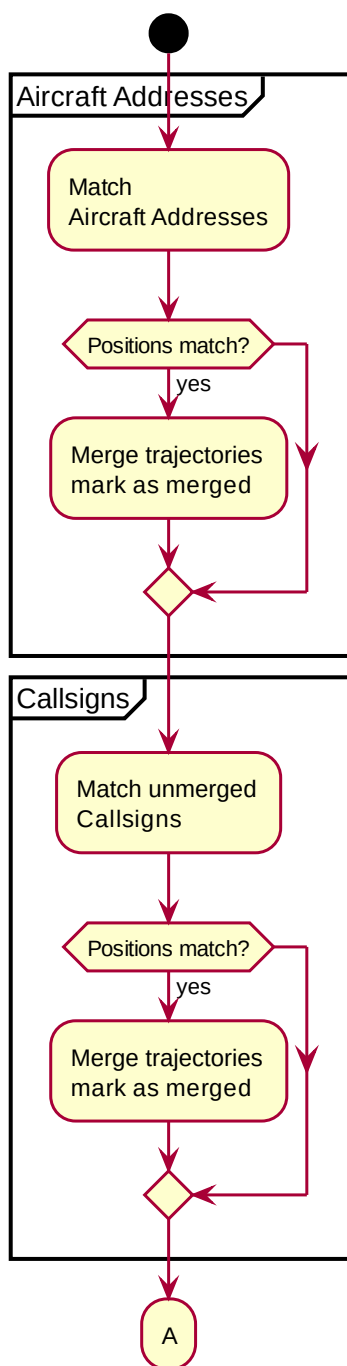 Aircraft Addresses
Match
Aircraft Addresses
Positions match?
yes
Merge trajectories
mark as merged
Callsigns
Match unmerged
Callsigns
Positions match?
yes
Merge trajectories
mark as merged
A